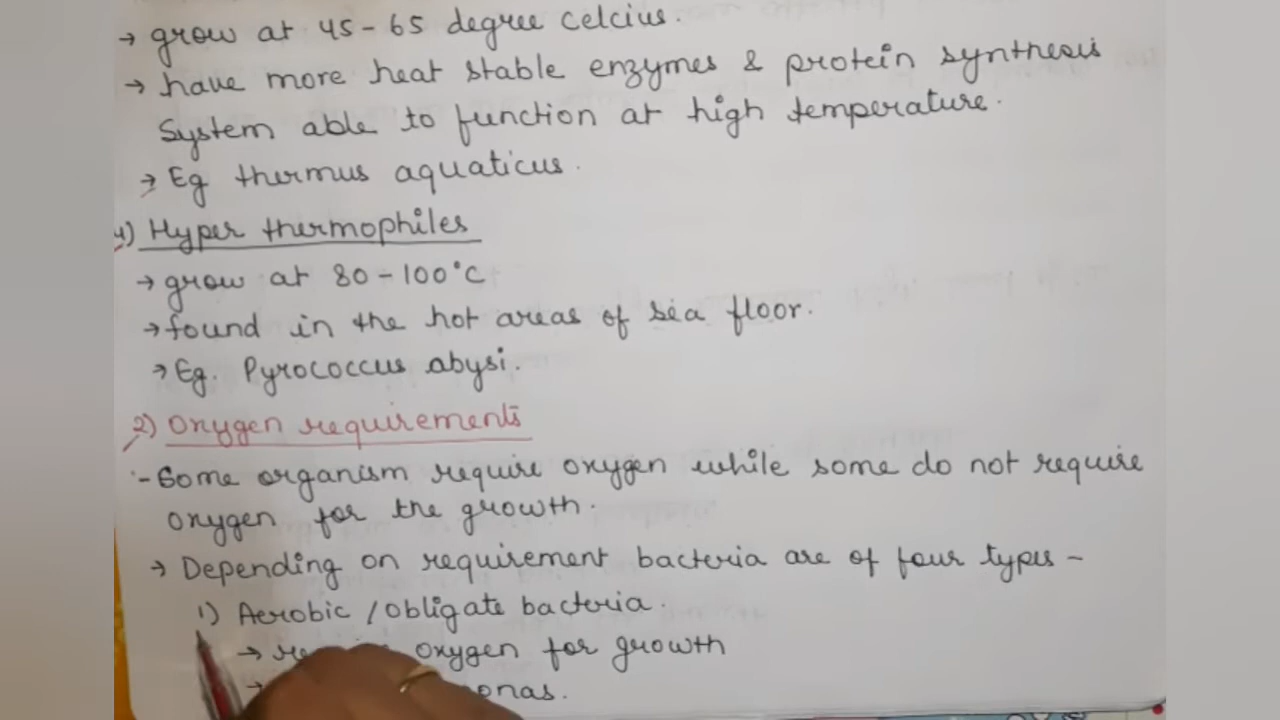 → grow at 45-65 degree celcius.
→ have more heat stable enzymes & protein synthesis
system able to function at high temperature.
→ Eg thermus aquaticus.
4) Hyper thermophiles
→ grow at 80-100°C
→ found in the hot areas of sea floor.
→ Eg. Pyrococcus abysi.
2) Oxygen requirements
- Some organism require oxygen while some do not require
oxygen for the growth.
→ Depending on requirement bacteria are of four types -
1) Aerobic / obligate bacteria.
→ oxygen for growth
→